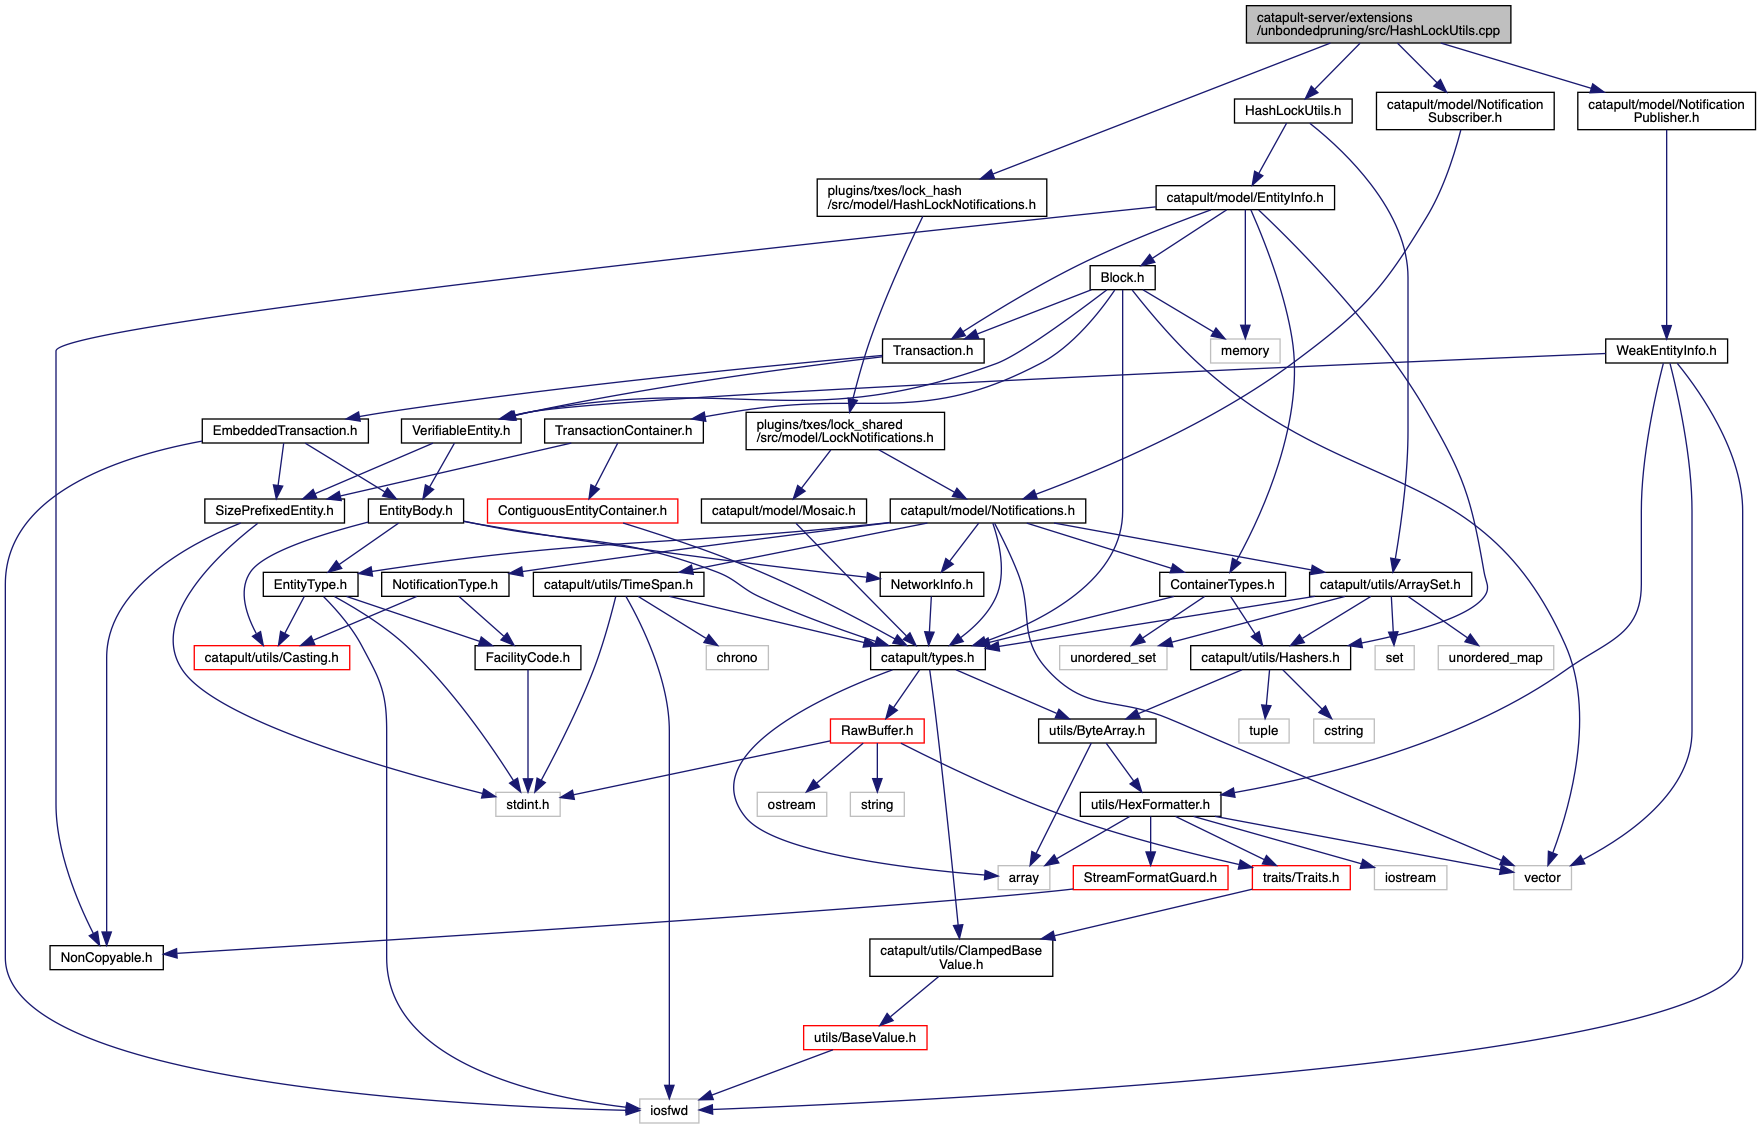 catapult-server/extensions
/unbondedpruning/src/HashLockUtils.cpp
HashLockUtils.h
catapult/model/Notification
Subscriber.h
catapult/model/Notification
Publisher.h
plugins/txes/lock_hash
/src/model/HashLockNotifications.h
catapult/model/EntityInfo.h
Block.h
Transaction.h
memory
WeakEntityInfo.h
EmbeddedTransaction.h
VerifiableEntity.h
TransactionContainer.h
plugins/txes/lock_shared
/src/model/LockNotifications.h
SizePrefixedEntity.h
EntityBody.h
ContiguousEntityContainer.h
catapult/model/Mosaic.h
catapult/model/Notifications.h
EntityType.h
NotificationType.h
catapult/utils/TimeSpan.h
NetworkInfo.h
ContainerTypes.h
catapult/utils/ArraySet.h
catapult/utils/Casting.h
FacilityCode.h
chrono
catapult/types.h
unordered_set
catapult/utils/Hashers.h
set
unordered_map
RawBuffer.h
utils/ByteArray.h
tuple
cstring
stdint.h
ostream
string
utils/HexFormatter.h
array
StreamFormatGuard.h
traits/Traits.h
iostream
vector
NonCopyable.h
catapult/utils/ClampedBase
Value.h
utils/BaseValue.h
iosfwd